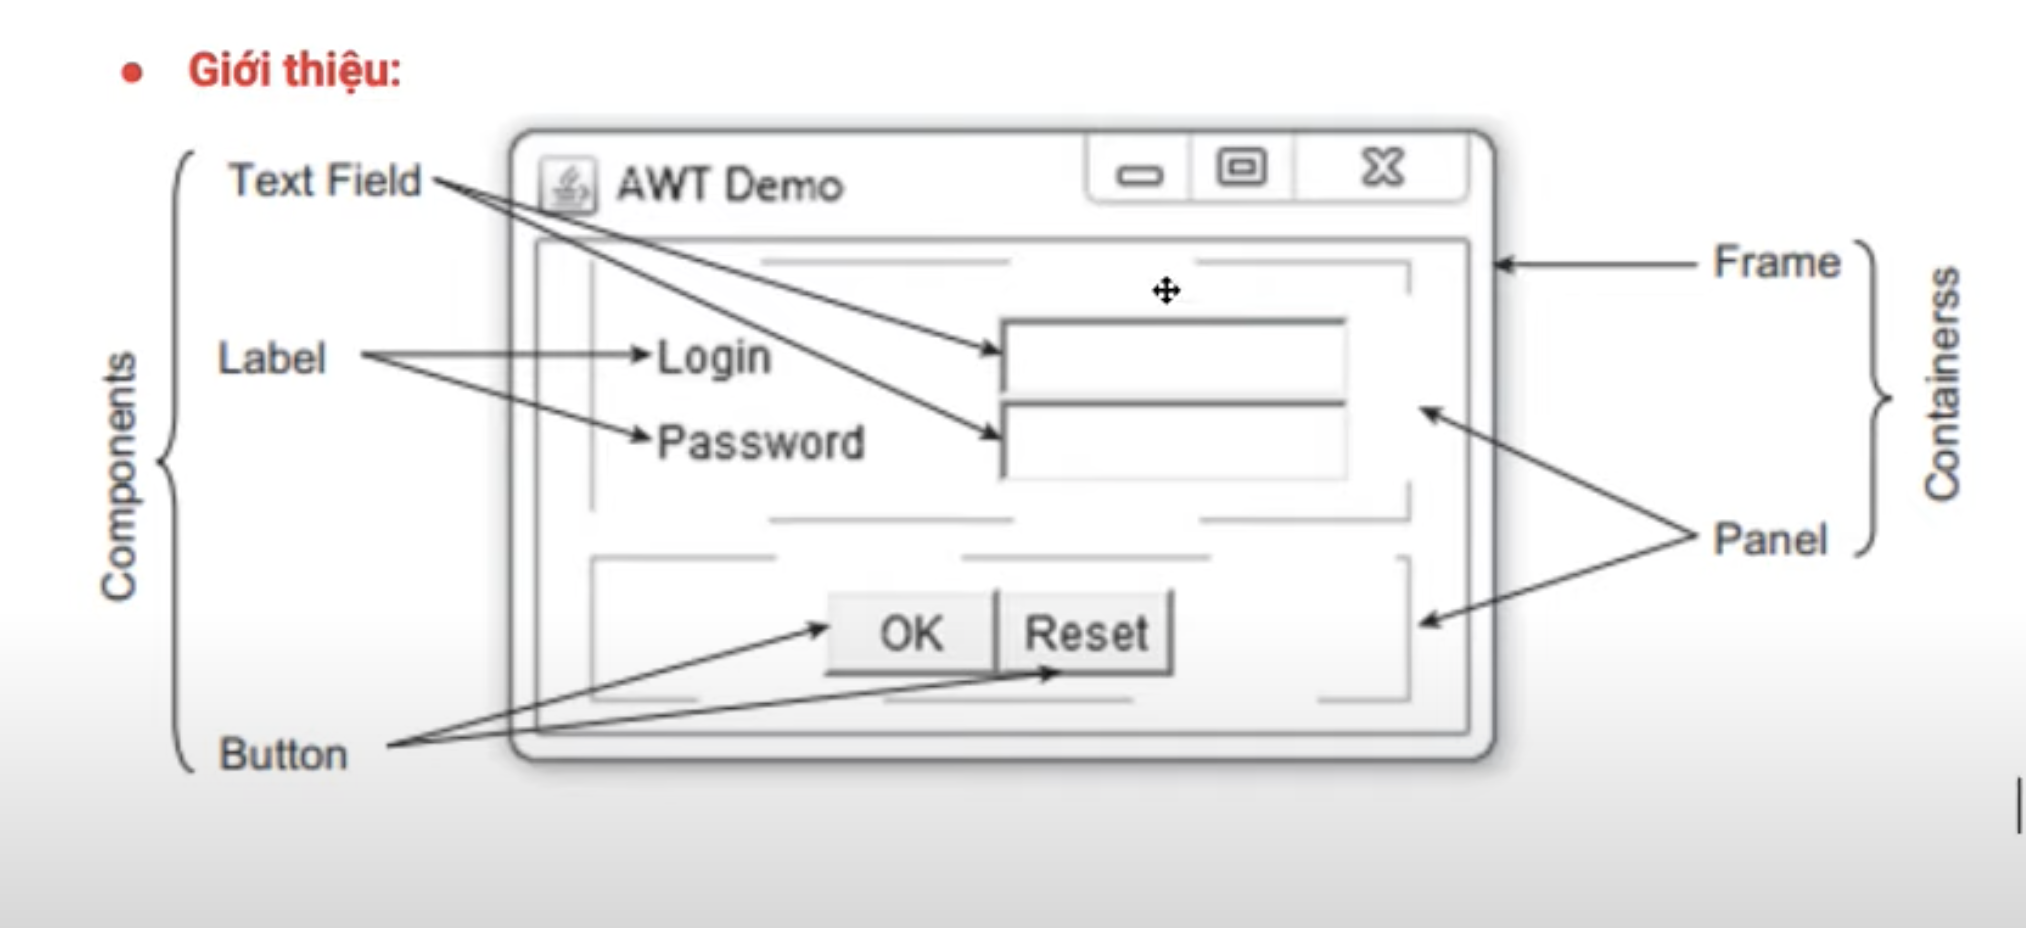 Giới thiệu:
Text Field
AWT Demo
Frame
Label
Login
Password
Components
Containerss
Panel
OK
Reset
Button